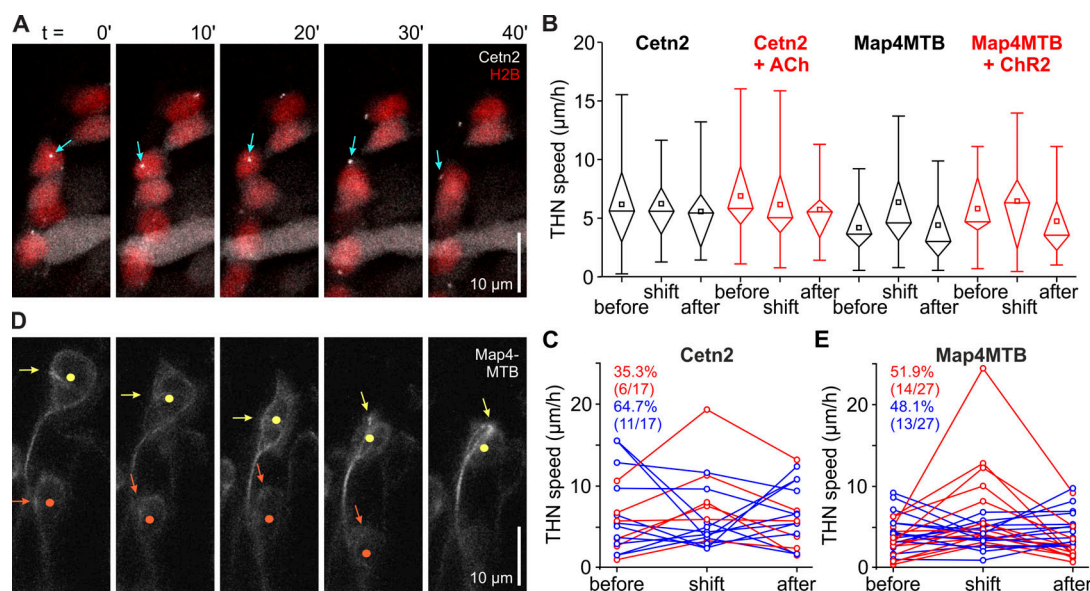 A
t = 0' 10' 20' 30' 40'
Cetn2
H2B
10 µm
B
20
15
10
5
0
THN speed (µm/h)
Cetn2
Cetn2
+ ACh
Map4MTB
Map4MTB
+ ChR2
before shift after before shift after before shift after before shift after
D
Map4-
MTB
10 µm
C
Cetn2
35.3%
(6/17)
64.7%
(11/17)
20
10
0
THN speed (µm/h)
before shift after
E
Map4MTB
51.9%
(14/27)
48.1%
(13/27)
20
10
0
THN speed (µm/h)
before shift after